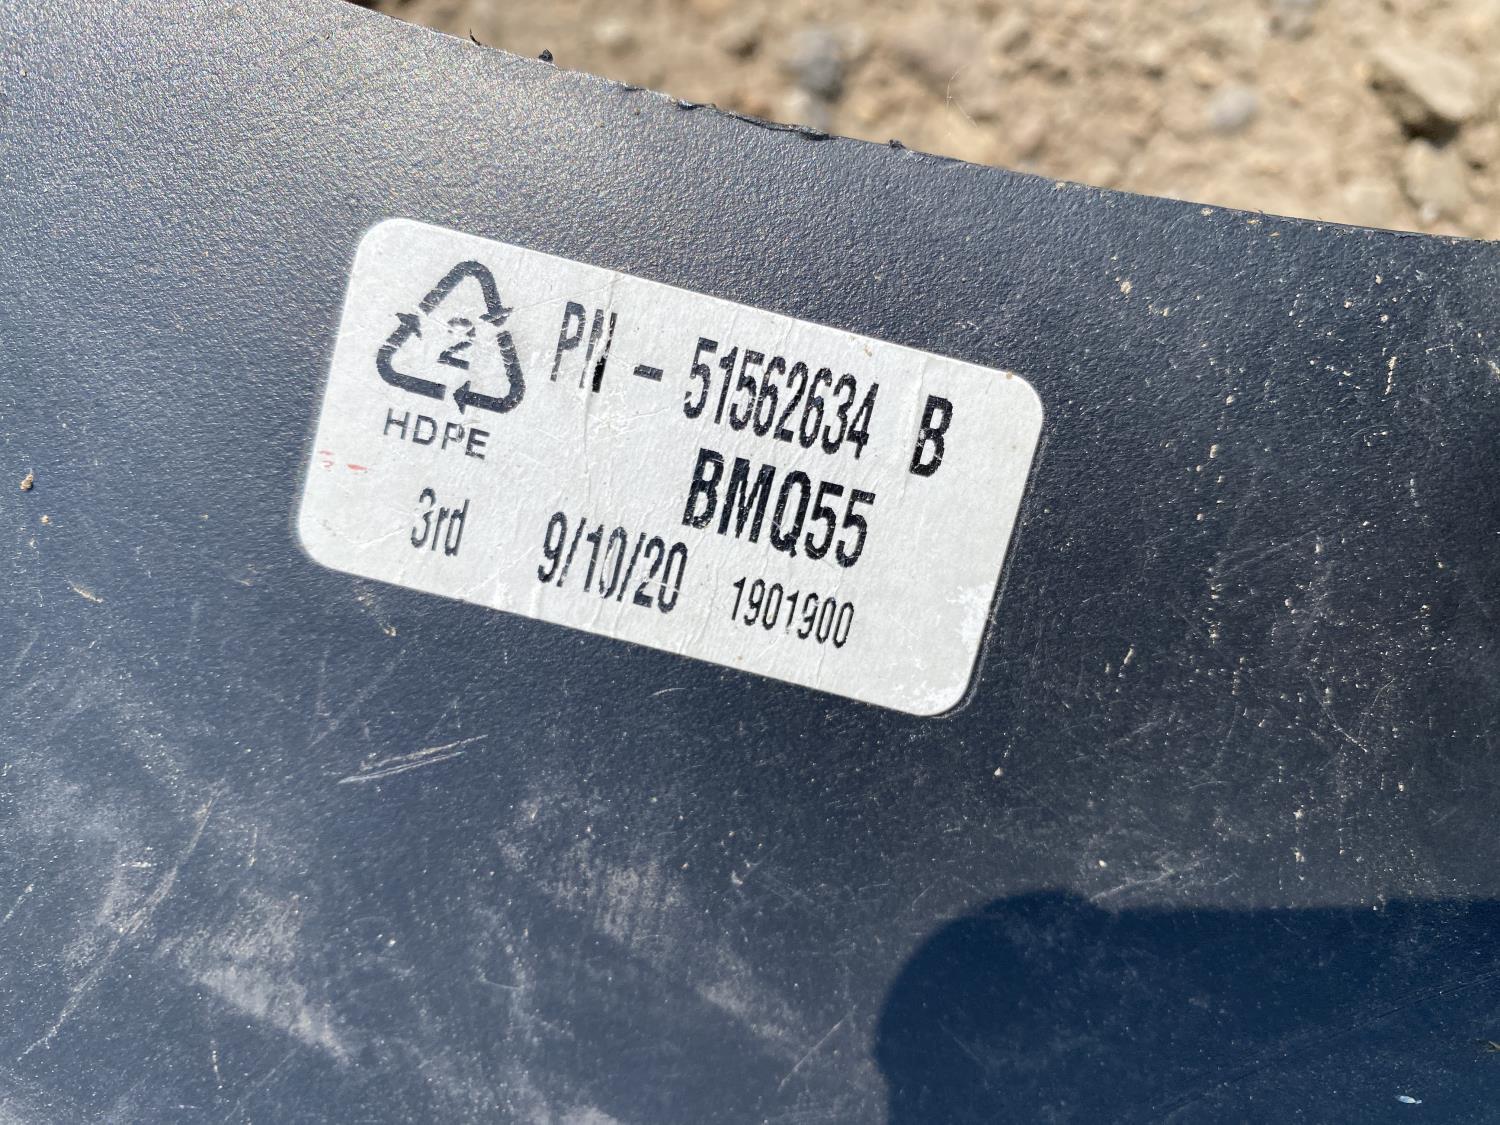 2
HDPE
PN - 51562634 B
BMQ55
3rd 9/10/20 1901900